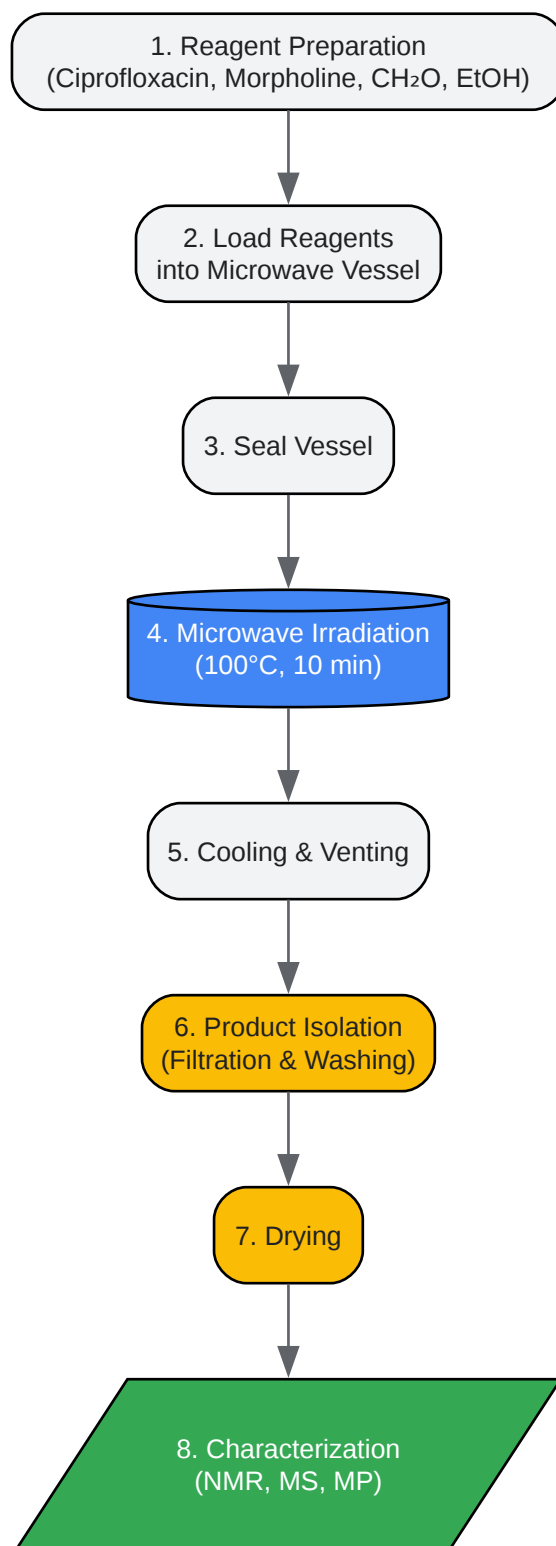 1. Reagent Preparation
(Ciprofloxacin, Morpholine, CH₂O, EtOH)
2. Load Reagents
into Microwave Vessel
3. Seal Vessel
4. Microwave Irradiation
(100°C, 10 min)
5. Cooling & Venting
6. Product Isolation
(Filtration & Washing)
7. Drying
8. Characterization
(NMR, MS, MP)